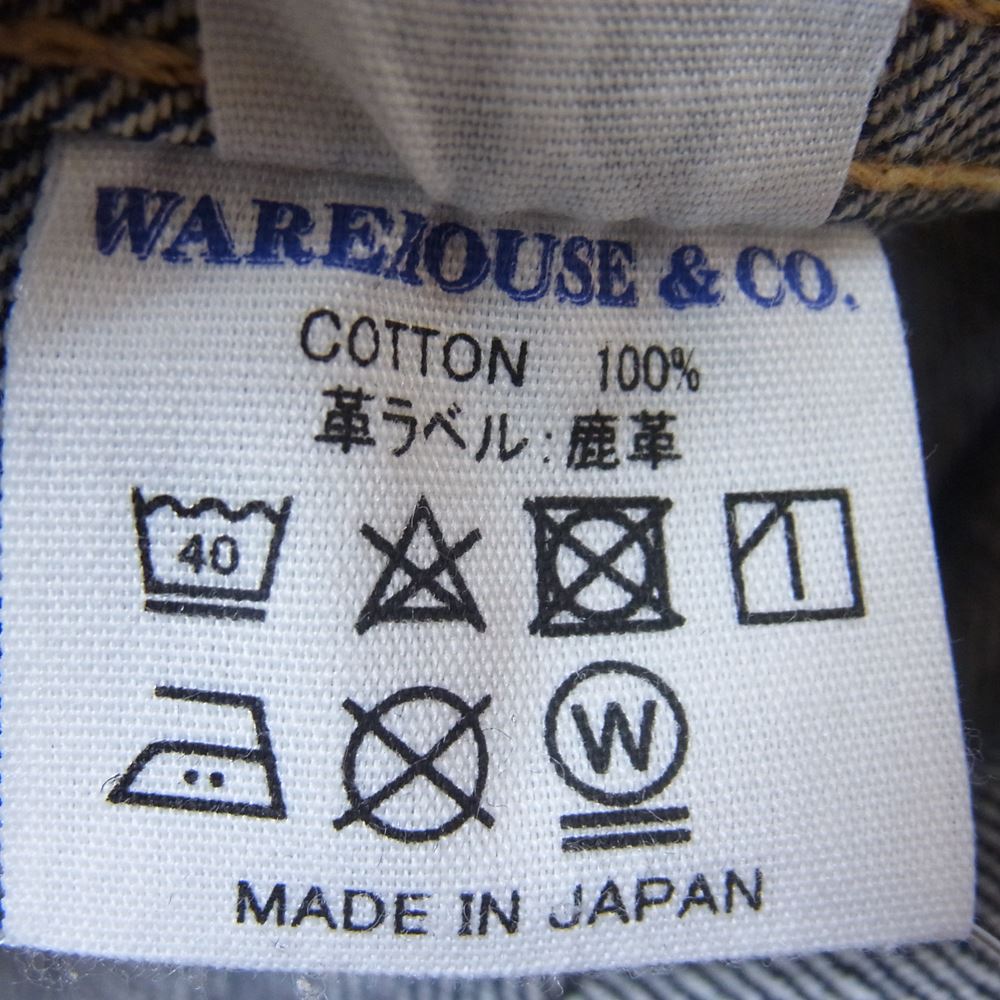 WAREHOUSE & CO.
COTTON 100%
革ラベル:鹿革
40
W
MADE IN JAPAN